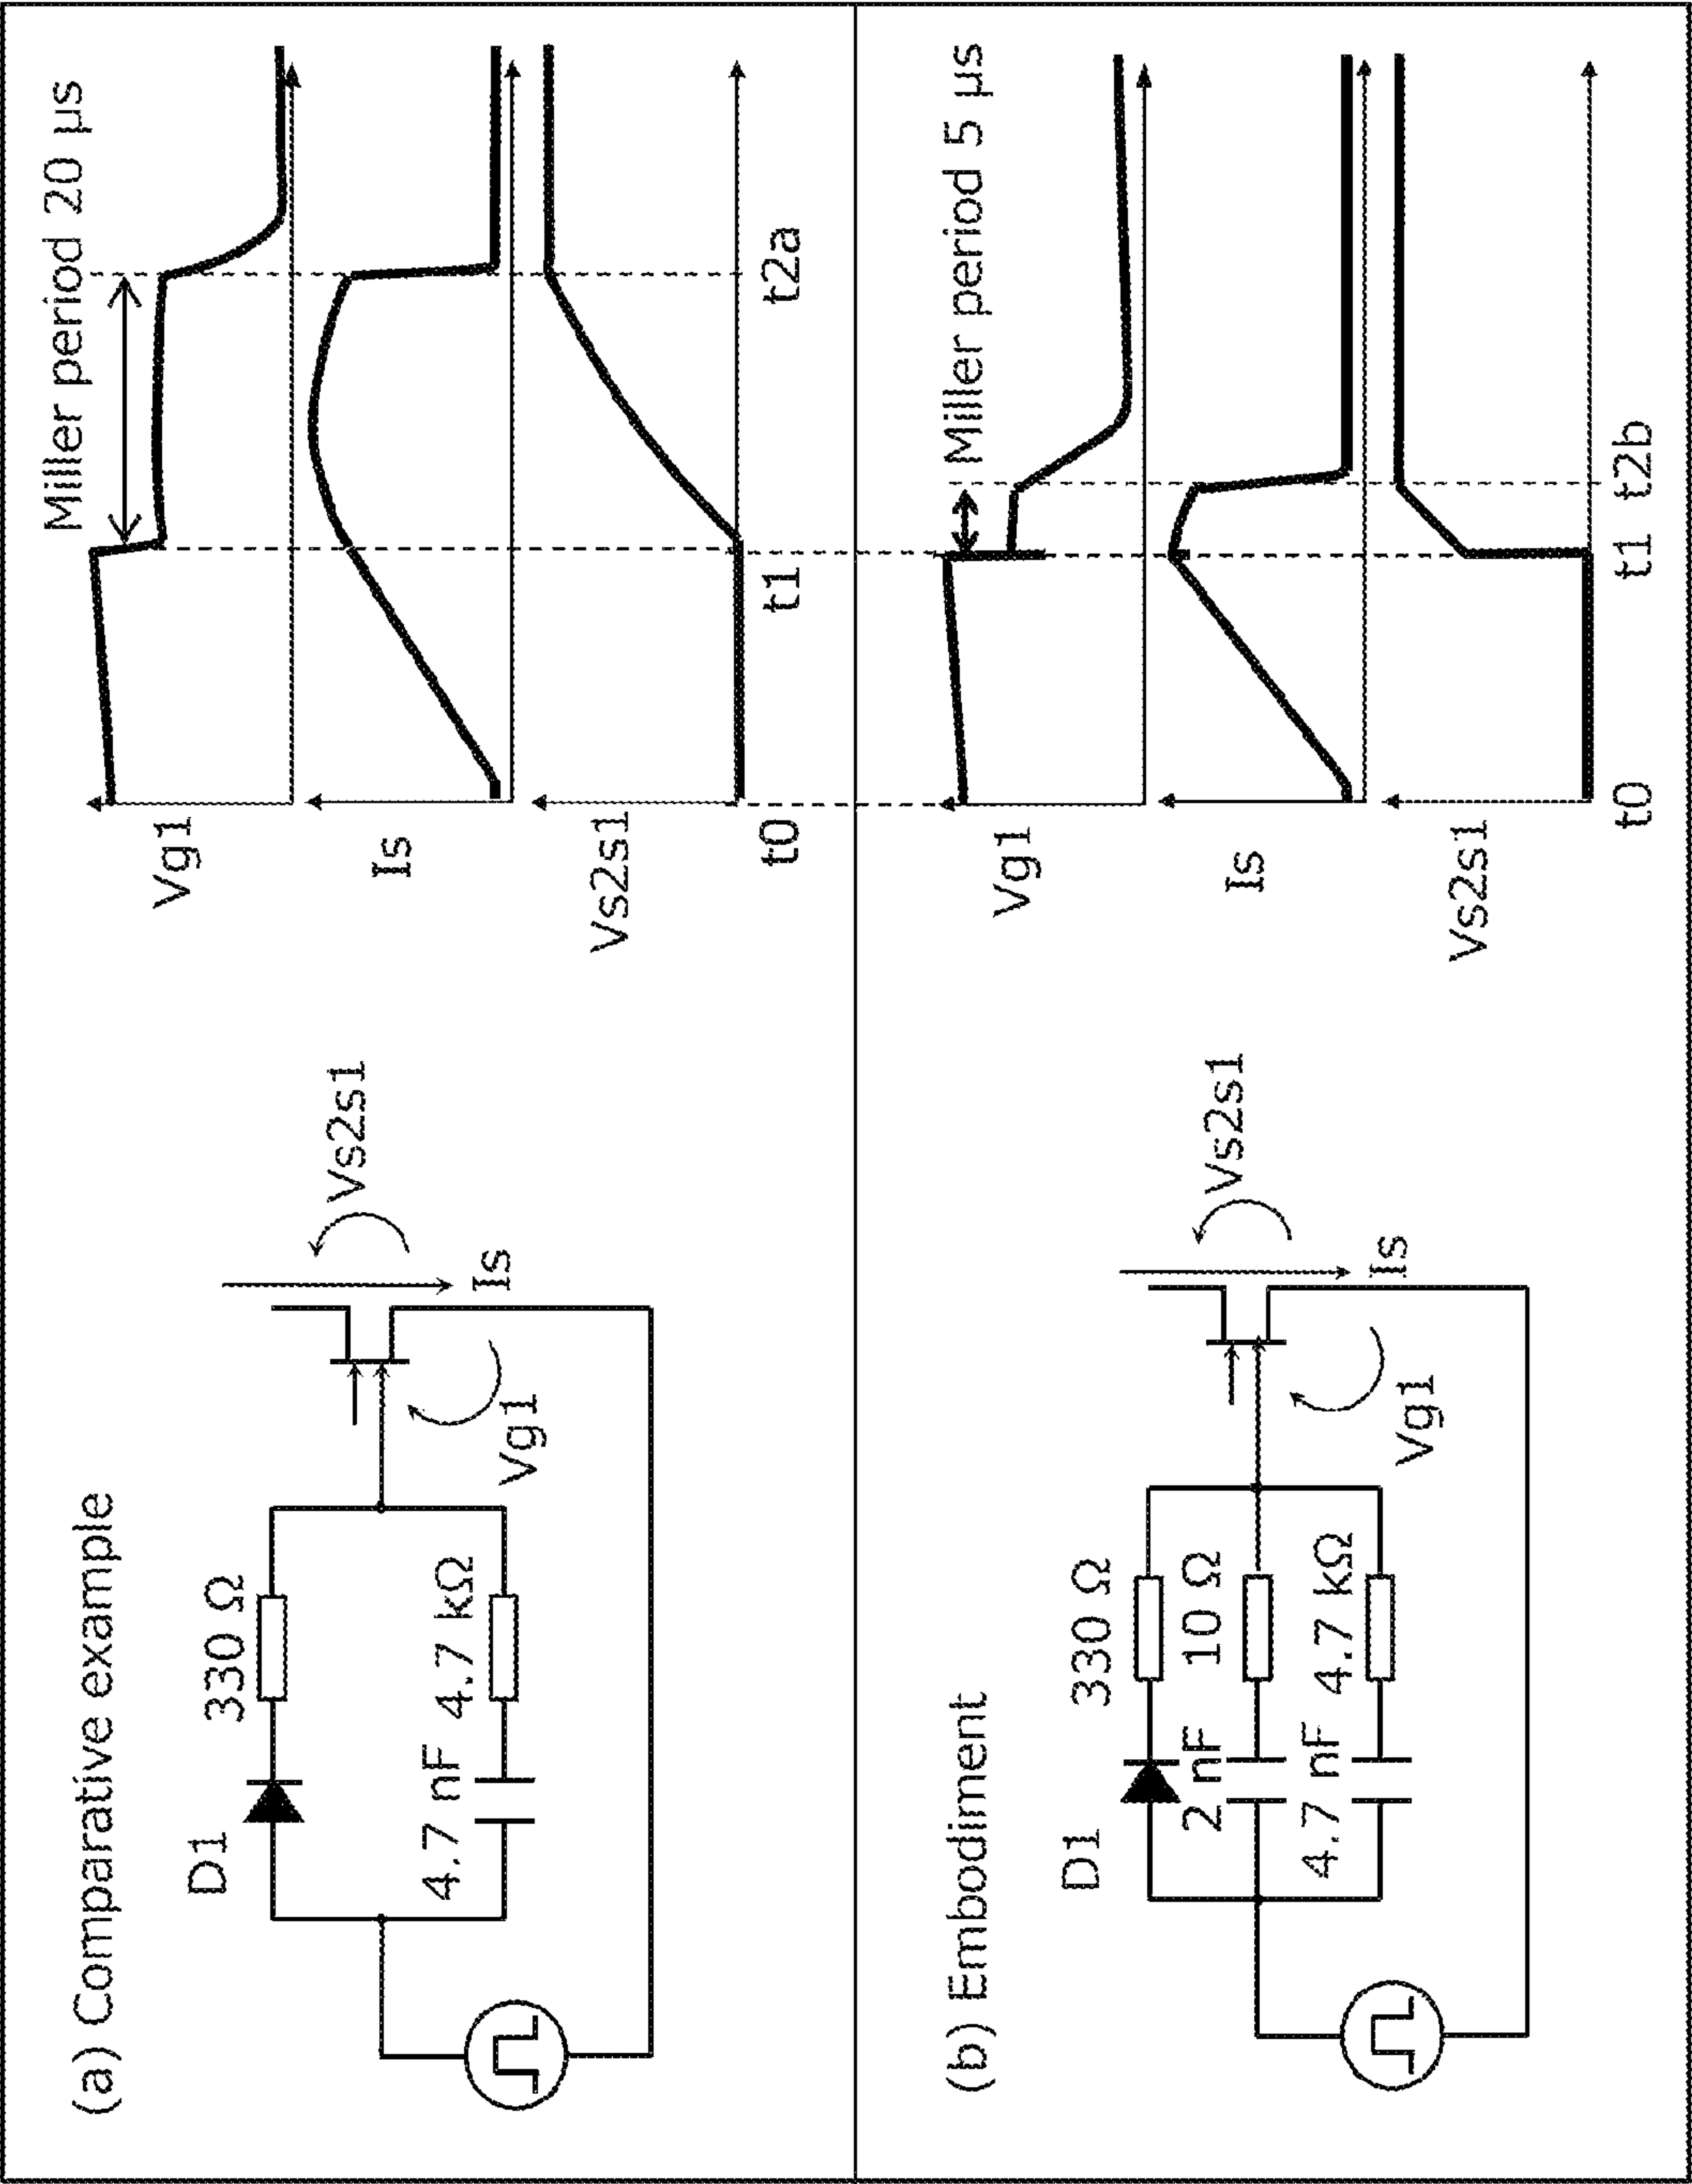 (a) Comparative example
D1
330 Ω
4.7 nF
4.7 kΩ
Vs2s1
Is
Vg1
Miller period 20 μs
Vg1
Is
Vs2s1
t0
t1
t2a
(b) Embodiment
D1
330 Ω
2 nF
10 Ω
4.7 nF
4.7 kΩ
Vs2s1
Is
Vg1
Miller period 5 μs
Vg1
Is
Vs2s1
t0
t1
t2b